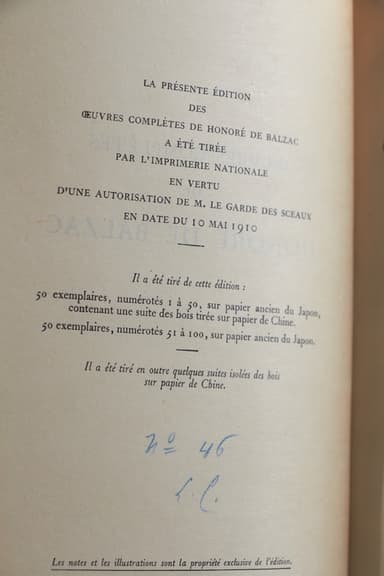 LA PRÉSENTE ÉDITION
DES
ŒUVRES COMPLÈTES DE HONORÉ DE BALZAC
A ÉTÉ TIRÉE
PAR L'IMPRIMERIE NATIONALE
EN VERTU
D'UNE AUTORISATION DE M. LE GARDE DES SCEAUX
EN DATE DU 10 MAI 1910
Il a été tiré de cette édition :
50 exemplaires, numérotés 1 à 50, sur papier ancien du Japon,
contenant une suite des bois tirée sur papier de Chine.
50 exemplaires, numérotés 51 à 100, sur papier ancien du Japon.
Il a été tiré en outre quelques suites isolées des bois
sur papier de Chine.
No 46
L. C.
Les notes et les illustrations sont la propriété exclusive de l'édition.